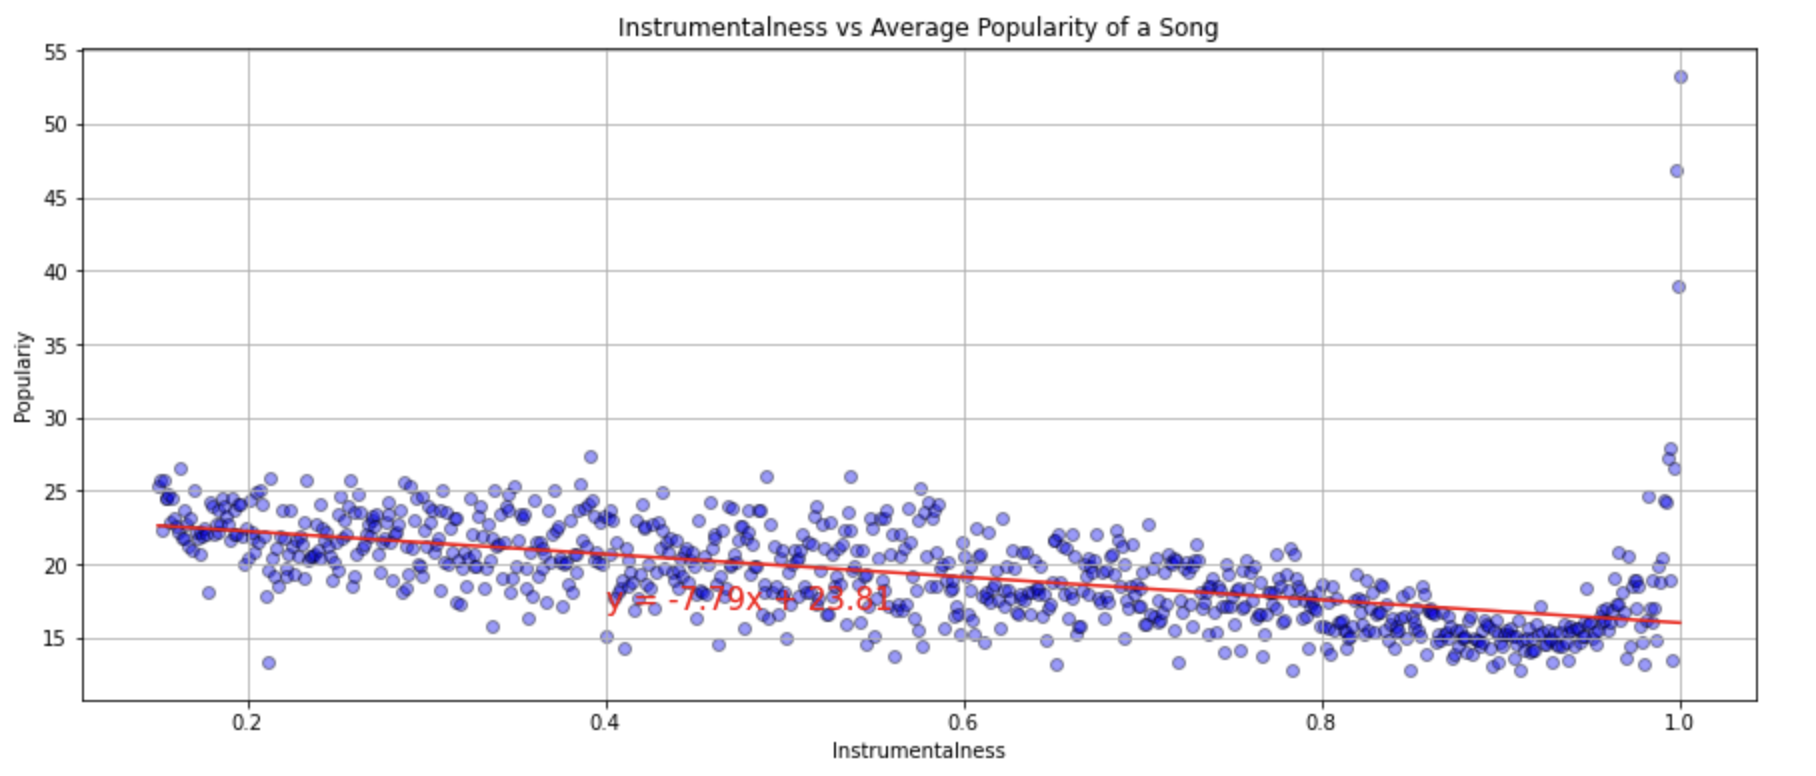 Instrumentalness vs Average Popularity of a Song
55
50
45
40
35
30
25
20
15
Populariy
y = -7.79x + 23.81
0.2 0.4 0.6 0.8 1.0
Instrumentalness